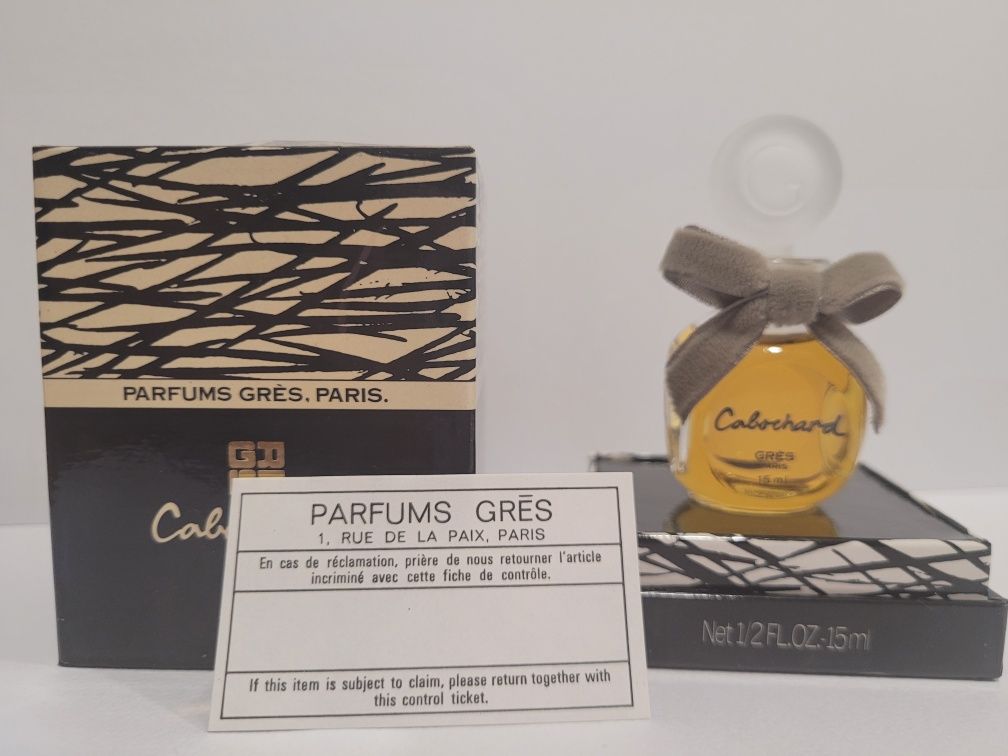 PARFUMS GRÈS. PARIS.
GR
PARFUMS GRĒS
1, RUE DE LA PAIX, PARIS
En cas de réclamation, prière de nous retourner l'article
incriminé avec cette fiche de contrôle.
If this item is subject to claim, please return together with
this control ticket.
Cabochard
GRÈS
PARIS
15 ml
Net 1/2 FL.OZ.-15ml